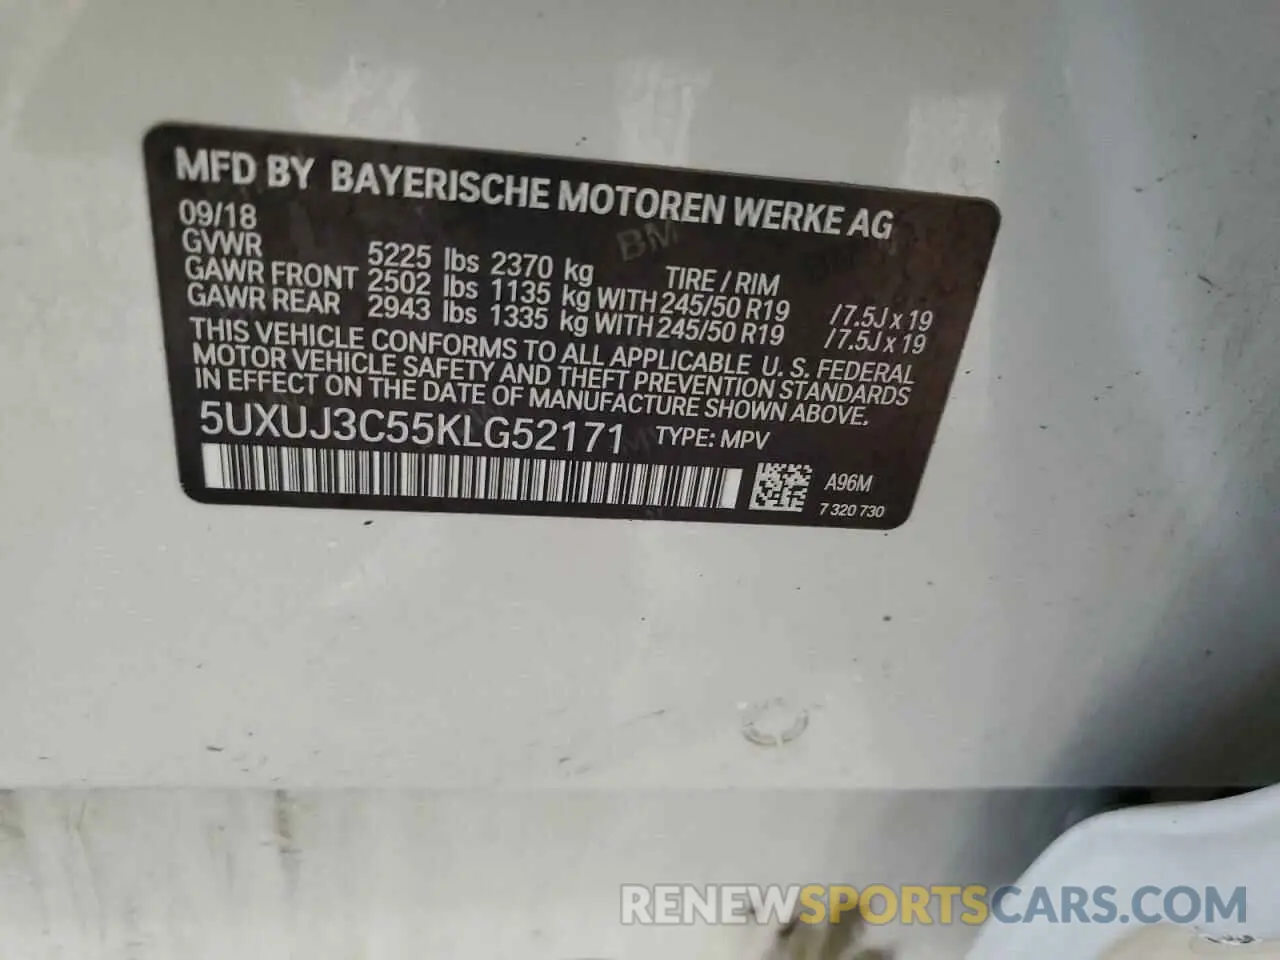 MFD BY BAYERISCHE MOTOREN WERKE AG
09/18
GVWR 5225 lbs 2370 kg TIRE / RIM
GAWR FRONT 2502 lbs 1135 kg WITH 245/50 R19 / 7.5J x 19
GAWR REAR 2943 lbs 1335 kg WITH 245/50 R19 / 7.5J x 19
THIS VEHICLE CONFORMS TO ALL APPLICABLE U. S. FEDERAL
MOTOR VEHICLE SAFETY AND THEFT PREVENTION STANDARDS
IN EFFECT ON THE DATE OF MANUFACTURE SHOWN ABOVE.
5UXUJ3C55KLG52171 TYPE: MPV
A96M
7 320 730
RENEWSPORTSCARS.COM